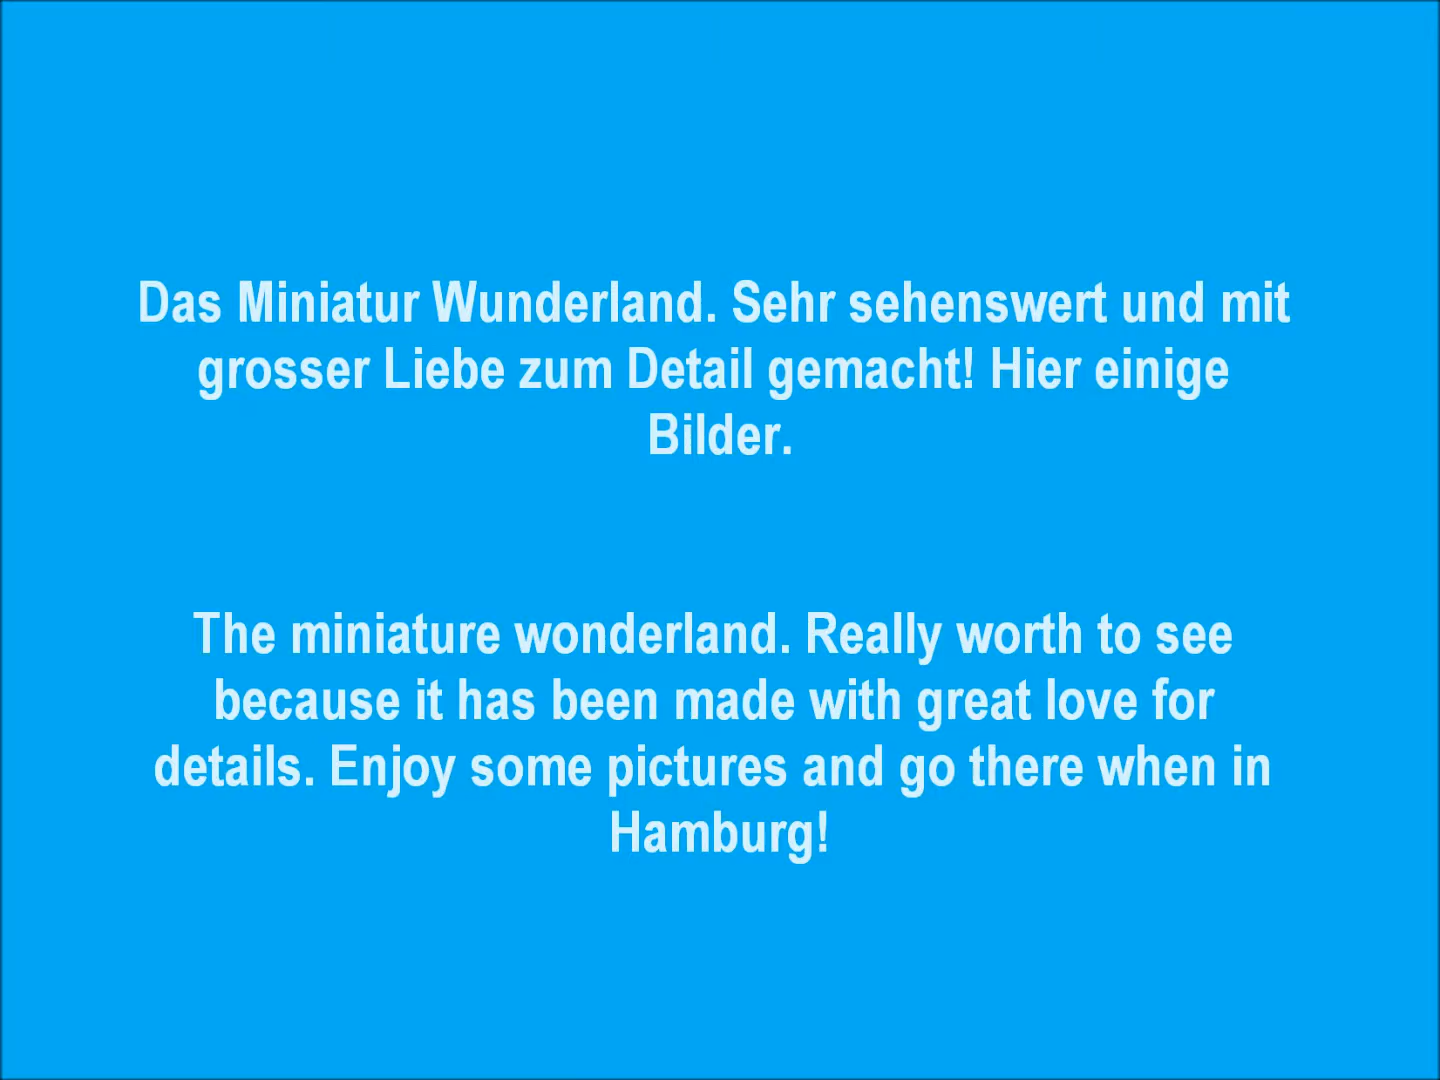 Das Miniatur Wunderland. Sehr sehenswert und mit
grosser Liebe zum Detail gemacht! Hier einige
Bilder.
The miniature wonderland. Really worth to see
because it has been made with great love for
details. Enjoy some pictures and go there when in
Hamburg!